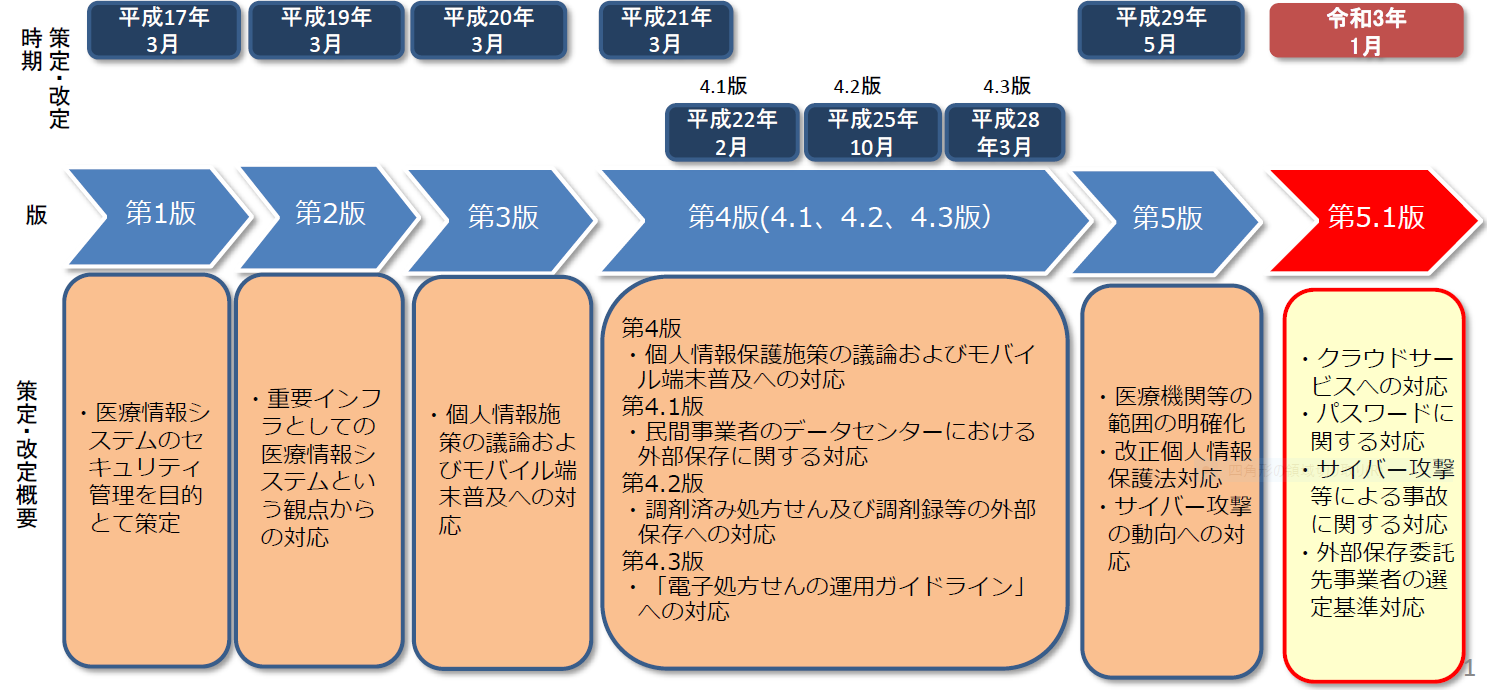 策定・改定
時期
平成17年
3月
平成19年
3月
平成20年
3月
平成21年
3月
平成29年
5月
令和3年
1月
4.1版
4.2版
4.3版
平成22年
2月
平成25年
10月
平成28
年3月
版
第1版
第2版
第3版
第4版(4.1、4.2、4.3版）
第5版
第5.1版
策定・改定概要
・医療情報シ
ステムのセ
キュリティ
管理を目的
とて策定
・重要インフ
ラとしての
医療情報シ
ステムとい
う観点から
の対応
・個人情報施
策の議論およ
びモバイル端
末普及への対
応
第4版
・個人情報保護施策の議論およびモバイ
ル端末普及への対応
第4.1版
・民間事業者のデータセンターにおける
外部保存に関する対応
第4.2版
・調剤済み処方せん及び調剤録等の外部
保存への対応
第4.3版
・「電子処方せんの運用ガイドライン」
への対応
・医療機関等の
範囲の明確化
・改正個人情報
保護法対応
・サイバー攻撃
の動向への対
応
・クラウドサー
ビスへの対応
・パスワードに
関する対応
・サイバー攻撃
等による事故
に関する対応
・外部保存委託
先事業者の選
定基準対応
1